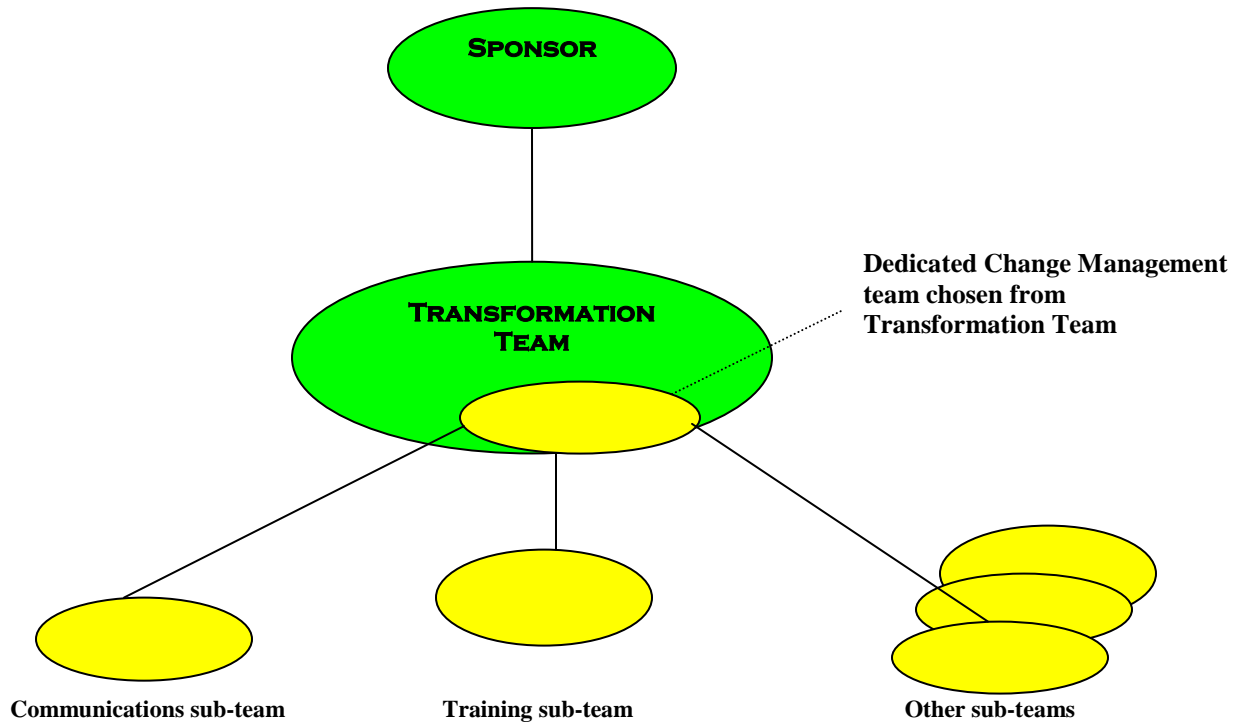 SPONSOR
TRANSFORMATION
TEAM
Dedicated Change Management
team chosen from
Transformation Team
Communications sub-team
Training sub-team
Other sub-teams